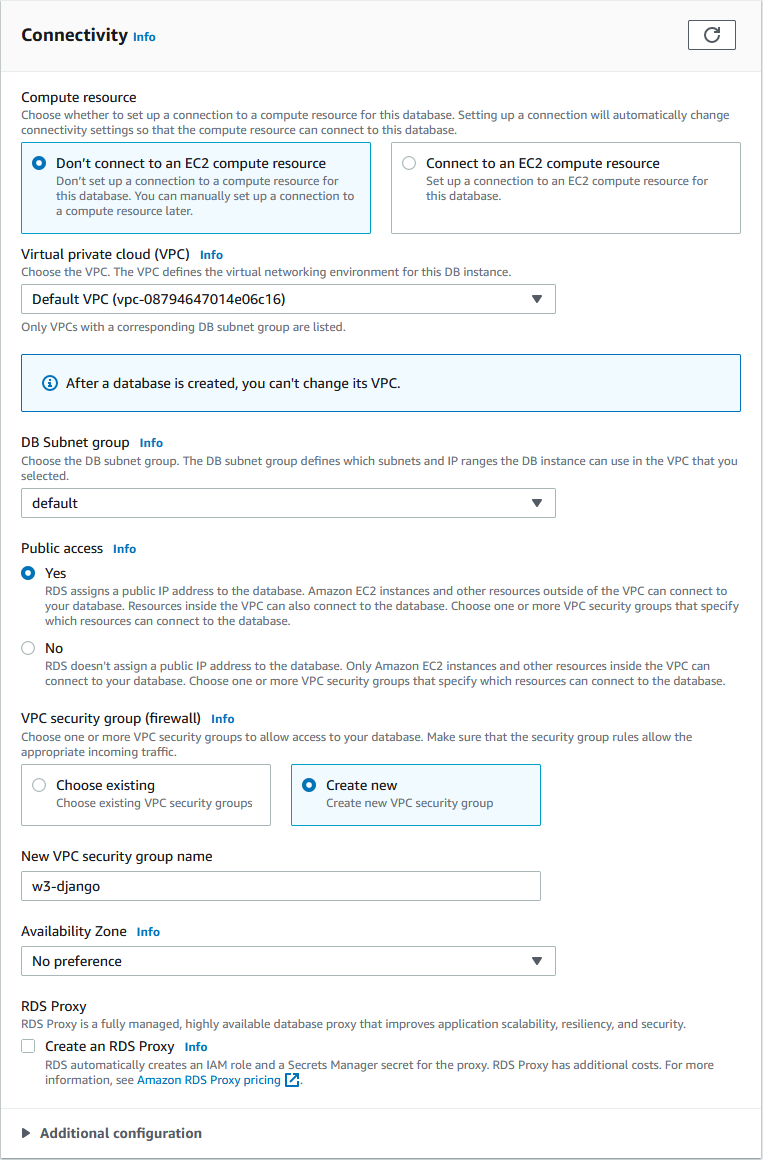 Connectivity Info
Compute resource
Choose whether to set up a connection to a compute resource for this database. Setting up a connection will automatically change
connectivity settings so that the compute resource can connect to this database.
Don't connect to an EC2 compute resource
Don't set up a connection to a compute resource for
this database. You can manually set up a connection to
a compute resource later.
Connect to an EC2 compute resource
Set up a connection to an EC2 compute resource for
this database.
Virtual private cloud (VPC) Info
Choose the VPC. The VPC defines the virtual networking environment for this DB instance.
Default VPC (vpc-08794647014e06c16)
Only VPCs with a corresponding DB subnet group are listed.
After a database is created, you can't change its VPC.
DB Subnet group Info
Choose the DB subnet group. The DB subnet group defines which subnets and IP ranges the DB instance can use in the VPC that you
selected.
default
Public access Info
Yes
RDS assigns a public IP address to the database. Amazon EC2 instances and other resources outside of the VPC can connect to
your database. Resources inside the VPC can also connect to the database. Choose one or more VPC security groups that specify
which resources can connect to the database.
No
RDS doesn't assign a public IP address to the database. Only Amazon EC2 instances and other resources inside the VPC can
connect to your database. Choose one or more VPC security groups that specify which resources can connect to the database.
VPC security group (firewall) Info
Choose one or more VPC security groups to allow access to your database. Make sure that the security group rules allow the
appropriate incoming traffic.
Choose existing
Choose existing VPC security groups
Create new
Create new VPC security group
New VPC security group name
w3-django
Availability Zone Info
No preference
RDS Proxy
RDS Proxy is a fully managed, highly available database proxy that improves application scalability, resiliency, and security.
Create an RDS Proxy Info
RDS automatically creates an IAM role and a Secrets Manager secret for the proxy. RDS Proxy has additional costs. For more
information, see Amazon RDS Proxy pricing.
Additional configuration